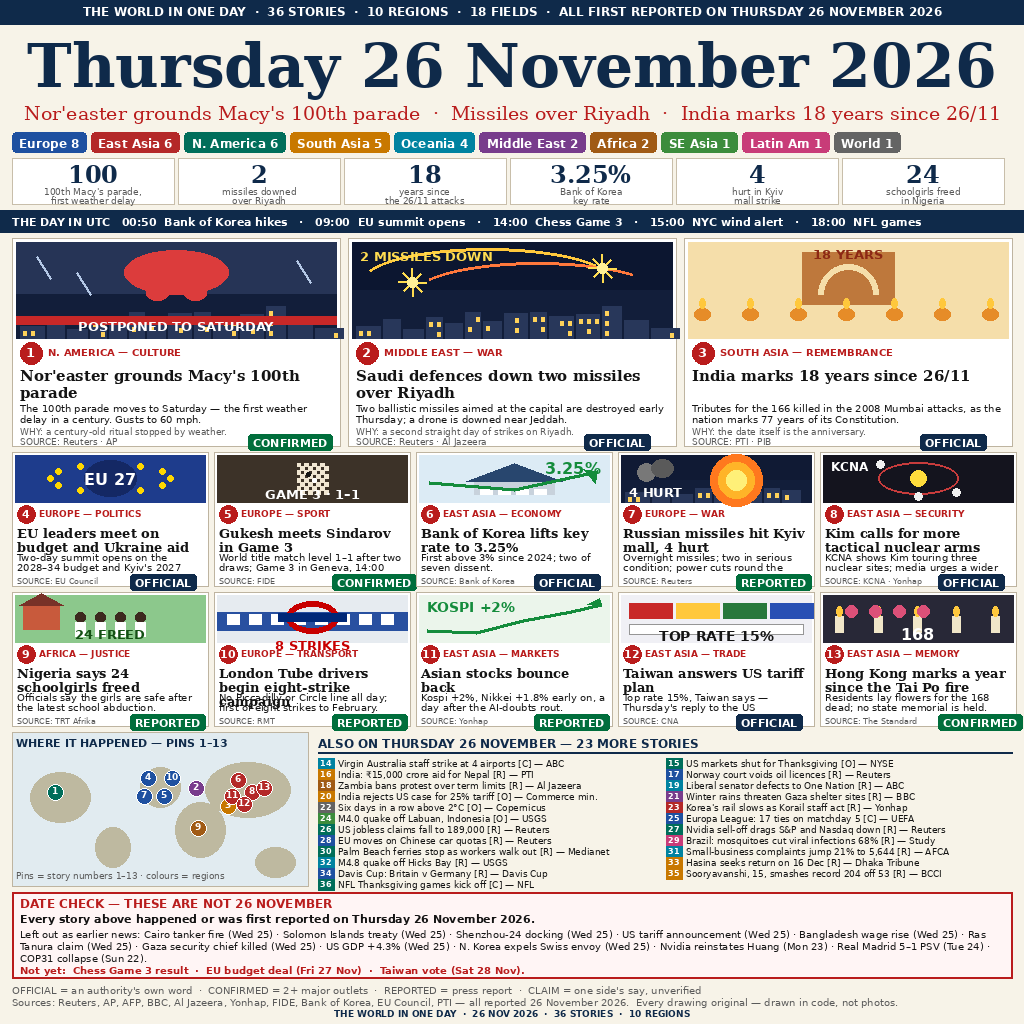 THE WORLD IN ONE DAY · 36 STORIES · 10 REGIONS · 18 FIELDS · ALL FIRST REPORTED ON THURSDAY 26 NOVEMBER 2026
Thursday 26 November 2026
Nor'easter grounds Macy's 100th parade · Missiles over Riyadh · India marks 18 years since 26/11
Europe 8 East Asia 6 N. America 6 South Asia 5 Oceania 4 Middle East 2 Africa 2 SE Asia 1 Latin Am 1 World 1
100
100th Macy's parade,
first weather delay
2
missiles downed
over Riyadh
18
years since
the 26/11 attacks
3.25%
Bank of Korea
key rate
4
hurt in Kyiv
mall strike
24
schoolgirls freed
in Nigeria
THE DAY IN UTC 00:50 Bank of Korea hikes · 09:00 EU summit opens · 14:00 Chess Game 3 · 15:00 NYC wind alert · 18:00 NFL games
POSTPONED TO SATURDAY
1 N. AMERICA — CULTURE
Nor'easter grounds Macy's 100th
parade
The 100th parade moves to Saturday — the first weather
delay in a century. Gusts to 60 mph.
WHY: a century-old ritual stopped by weather.
SOURCE: Reuters · AP
CONFIRMED
2 MISSILES DOWN
2 MIDDLE EAST — WAR
Saudi defences down two missiles
over Riyadh
Two ballistic missiles aimed at the capital are destroyed early
Thursday; a drone is downed near Jeddah.
WHY: a second straight day of strikes on Riyadh.
SOURCE: Reuters · Al Jazeera
OFFICIAL
18 YEARS
3 SOUTH ASIA — REMEMBRANCE
India marks 18 years since 26/11
Tributes for the 166 killed in the 2008 Mumbai attacks, as the
nation marks 77 years of its Constitution.
WHY: the date itself is the anniversary.
SOURCE: PTI · PIB
OFFICIAL
EU 27
4 EUROPE — POLITICS
EU leaders meet on
budget and Ukraine aid
Two-day summit opens on the
2028–34 budget and Kyiv's 2027
SOURCE: EU Council
OFFICIAL
GAME 3 · 1–1
5 EUROPE — SPORT
Gukesh meets Sindarov
in Game 3
World title match level 1–1 after two
draws; Game 3 in Geneva, 14:00
SOURCE: FIDE
CONFIRMED
3.25%
6 EAST ASIA — ECONOMY
Bank of Korea lifts key
rate to 3.25%
First above 3% since 2024; two of
seven dissent.
SOURCE: Bank of Korea
OFFICIAL
4 HURT
7 EUROPE — WAR
Russian missiles hit Kyiv
mall, 4 hurt
Overnight missiles; two in serious
condition; power cuts round the
SOURCE: Reuters
REPORTED
KCNA
8 EAST ASIA — SECURITY
Kim calls for more
tactical nuclear arms
KCNA shows Kim touring three
nuclear sites; media urges a wider
SOURCE: KCNA · Yonhap
OFFICIAL
24 FREED
9 AFRICA — JUSTICE
Nigeria says 24
schoolgirls freed
Officials say the girls are safe after
the latest school abduction.
SOURCE: TRT Afrika
REPORTED
8 STRIKES
10 EUROPE — TRANSPORT
London Tube drivers
begin eight-strike
campaign
No Piccadilly or Circle line all day;
first of eight strikes to February.
SOURCE: RMT
REPORTED
KOSPI +2%
11 EAST ASIA — MARKETS
Asian stocks bounce
back
Kospi +2%, Nikkei +1.8% early on, a
day after the AI-doubts rout.
SOURCE: Yonhap
REPORTED
TOP RATE 15%
12 EAST ASIA — TRADE
Taiwan answers US tariff
plan
Top rate 15%, Taiwan says —
Thursday's reply to the US
SOURCE: CNA
OFFICIAL
168
13 EAST ASIA — MEMORY
Hong Kong marks a year
since the Tai Po fire
Residents lay flowers for the 168
dead; no state memorial is held.
SOURCE: The Standard
CONFIRMED
WHERE IT HAPPENED — PINS 1–13
1 4 10 7 5 2 9 3 6 11 8 13 12
Pins = story numbers 1–13 · colours = regions
ALSO ON THURSDAY 26 NOVEMBER — 23 MORE STORIES
14 Virgin Australia staff strike at 4 airports [C] — ABC
15 US markets shut for Thanksgiving [O] — NYSE
16 India: ₹15,000 crore aid for Nepal [R] — PTI
17 Norway court voids oil licences [R] — Reuters
18 Zambia bans protest over term limits [R] — Al Jazeera
19 Liberal senator defects to One Nation [R] — ABC
20 India rejects US case for 25% tariff [O] — Commerce min.
21 Winter rains threaten Gaza shelter sites [R] — BBC
22 Six days in a row above 2°C [O] — Copernicus
23 Korea's rail slows as Korail staff act [R] — Yonhap
24 M4.0 quake off Labuan, Indonesia [O] — USGS
25 Europa League: 17 ties on matchday 5 [C] — UEFA
26 US jobless claims fall to 189,000 [R] — Reuters
27 Nvidia sell-off drags S&P and Nasdaq down [R] — Reuters
28 EU moves on Chinese car quotas [R] — Reuters
29 Brazil: mosquitoes cut viral infections 68% [R] — Study
30 Palm Beach ferries stop as workers walk out [R] — Medianet
31 Small-business complaints jump 21% to 5,644 [R] — AFCA
32 M4.8 quake off Hicks Bay [R] — USGS
33 Hasina seeks return on 16 Dec [R] — Dhaka Tribune
34 Davis Cup: Britain v Germany [R] — Davis Cup
35 Sooryavanshi, 15, smashes record 204 off 53 [R] — BCCI
36 NFL Thanksgiving games kick off [C] — NFL
DATE CHECK — THESE ARE NOT 26 NOVEMBER
Every story above happened or was first reported on Thursday 26 November 2026.
Left out as earlier news: Cairo tanker fire (Wed 25) · Solomon Islands treaty (Wed 25) · Shenzhou-24 docking (Wed 25) · US tariff announcement (Wed 25) · Bangladesh wage rise (Wed 25) · Ras
Tanura claim (Wed 25) · Gaza security chief killed (Wed 25) · US GDP +4.3% (Wed 25) · N. Korea expels Swiss envoy (Wed 25) · Nvidia reinstates Huang (Mon 23) · Real Madrid 5–1 PSV (Tue 24) ·
COP31 collapse (Sun 22).
Not yet: Chess Game 3 result · EU budget deal (Fri 27 Nov) · Taiwan vote (Sat 28 Nov).
OFFICIAL = an authority's own word · CONFIRMED = 2+ major outlets · REPORTED = press report · CLAIM = one side's say, unverified
Sources: Reuters, AP, AFP, BBC, Al Jazeera, Yonhap, FIDE, Bank of Korea, EU Council, PTI — all reported 26 November 2026. Every drawing original — drawn in code, not photos.
THE WORLD IN ONE DAY · 26 NOV 2026 · 36 STORIES · 10 REGIONS